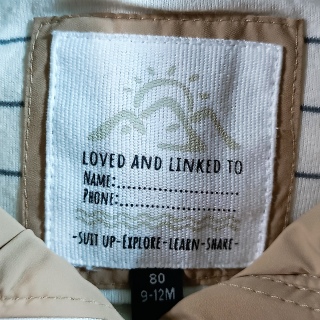 LOVED AND LINKED TO
NAME:..............................
PHONE:..............................
-SUIT UP-EXPLORE-LEARN-SHARE-
80
9-12M